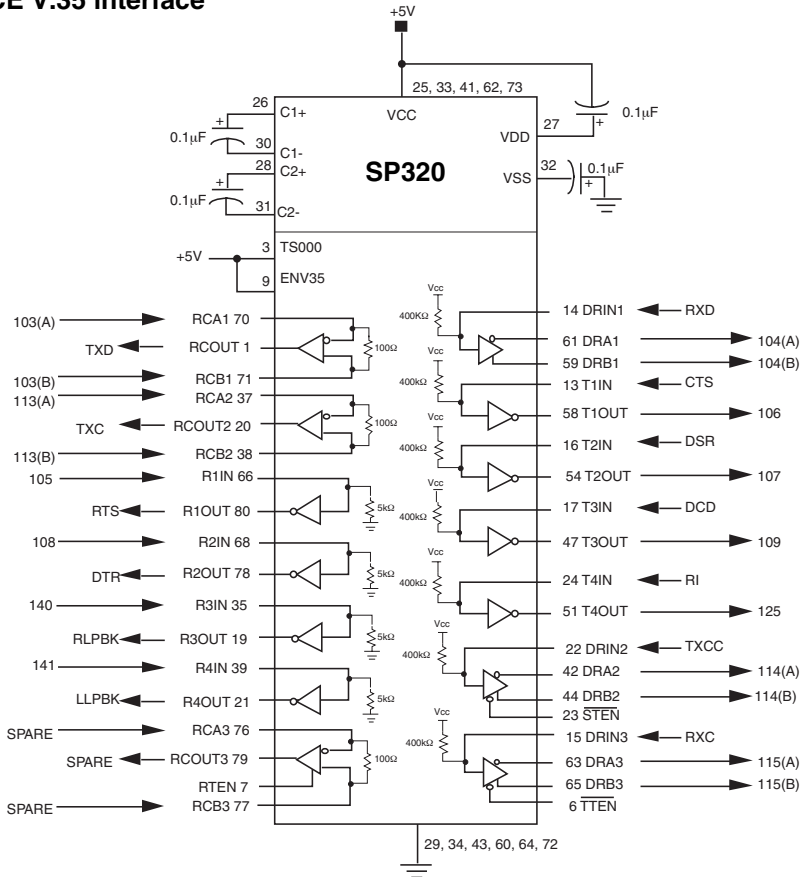 CE V.35 Interface
+5V
25, 33, 41, 62, 73
VCC
26 C1+
0.1µF +
30 C1-
28 C2+
0.1µF +
31 C2-
SP320
VDD 27
+ 0.1µF
VSS 32
0.1µF +
+5V
3 TS000
9 ENV35
103(A) RCA1 70
TXD RCOUT 1
100Ω
103(B) RCB1 71
113(A) RCA2 37
TXC RCOUT2 20
100Ω
113(B) RCB2 38
105 R1IN 66
RTS R1OUT 80
5kΩ
108 R2IN 68
DTR R2OUT 78
5kΩ
140 R3IN 35
RLPBK R3OUT 19
5kΩ
141 R4IN 39
LLPBK R4OUT 21
5kΩ
SPARE RCA3 76
SPARE RCOUT3 79
100Ω
RTEN 7
SPARE RCB3 77
Vcc
400KΩ
14 DRIN1 RXD
61 DRA1 104(A)
59 DRB1 104(B)
Vcc
400kΩ
13 T1IN CTS
58 T1OUT 106
Vcc
400kΩ
16 T2IN DSR
54 T2OUT 107
Vcc
400kΩ
17 T3IN DCD
47 T3OUT 109
Vcc
400kΩ
24 T4IN RI
51 T4OUT 125
Vcc
400kΩ
22 DRIN2 TXCC
42 DRA2 114(A)
44 DRB2 114(B)
23 STEN
Vcc
400kΩ
15 DRIN3 RXC
63 DRA3 115(A)
65 DRB3 115(B)
6 TTEN
29, 34, 43, 60, 64, 72